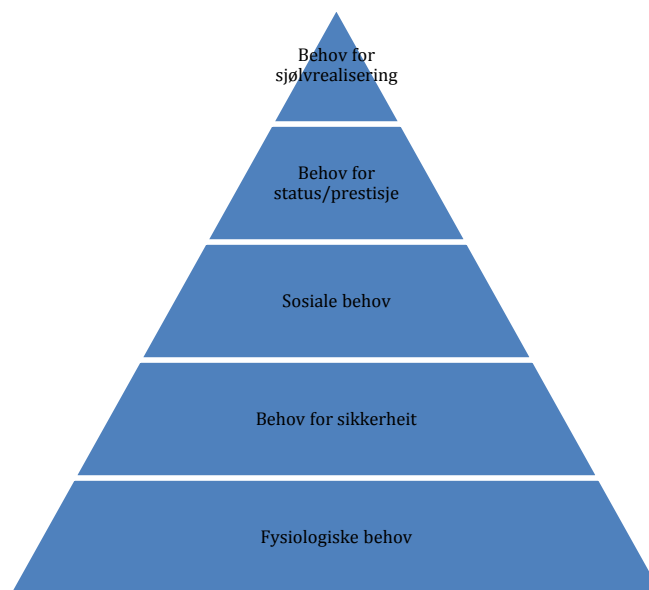 Behov for
sjølvrealisering
Behov for
status/prestisje
Sosiale behov
Behov for sikkerheit
Fysiologiske behov